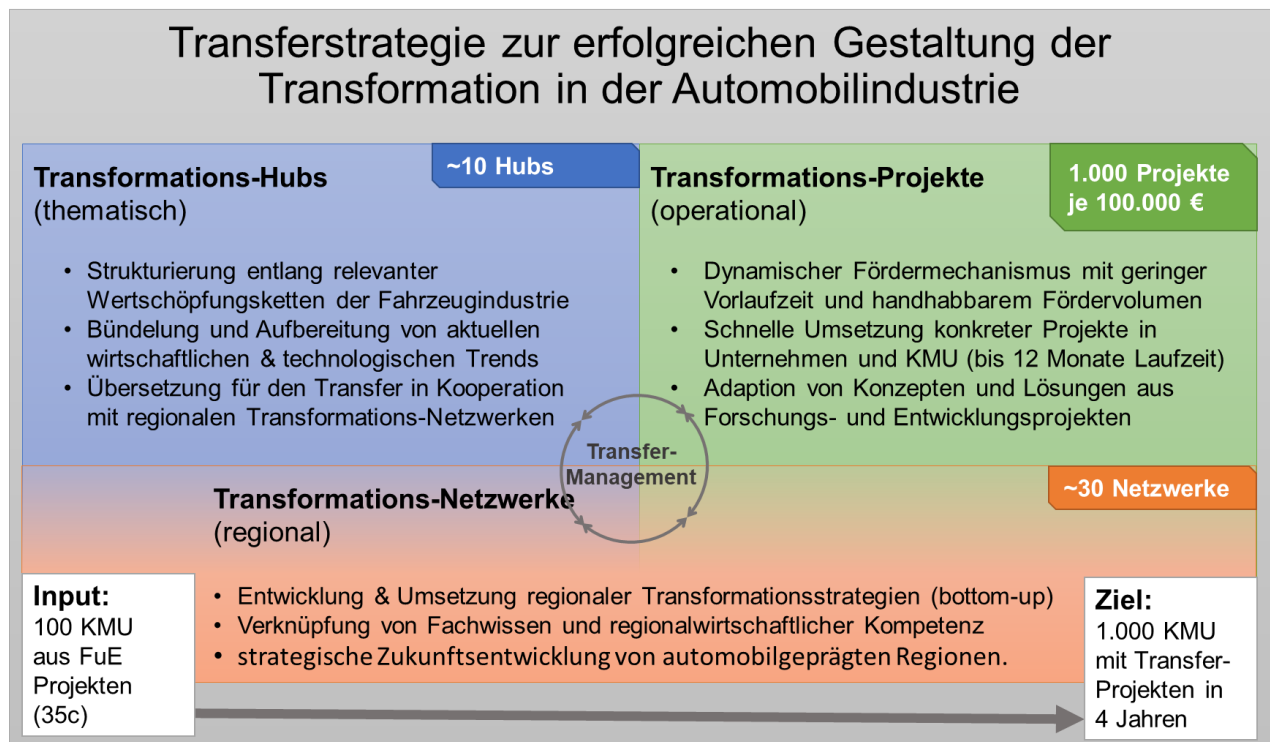 Transferstrategie zur erfolgreichen Gestaltung der
Transformation in der Automobilindustrie
Transformations-Hubs
(thematisch)
~10 Hubs
• Strukturierung entlang relevanter
Wertschöpfungsketten der Fahrzeugindustrie
• Bündelung und Aufbereitung von aktuellen
wirtschaftlichen & technologischen Trends
• Übersetzung für den Transfer in Kooperation
mit regionalen Transformations-Netzwerken
Transformations-Projekte
(operational)
1.000 Projekte
je 100.000 €
• Dynamischer Fördermechanismus mit geringer
Vorlaufzeit und handhabbarem Fördervolumen
• Schnelle Umsetzung konkreter Projekte in
Unternehmen und KMU (bis 12 Monate Laufzeit)
• Adaption von Konzepten und Lösungen aus
Forschungs- und Entwicklungsprojekten
Transfer-
Management
Transformations-Netzwerke
(regional)
~30 Netzwerke
• Entwicklung & Umsetzung regionaler Transformationsstrategien (bottom-up)
• Verknüpfung von Fachwissen und regionalwirtschaftlicher Kompetenz
• strategische Zukunftsentwicklung von automobilgeprägten Regionen.
Input:
100 KMU
aus FuE
Projekten
(35c)
Ziel:
1.000 KMU
mit Transfer-
Projekten in
4 Jahren